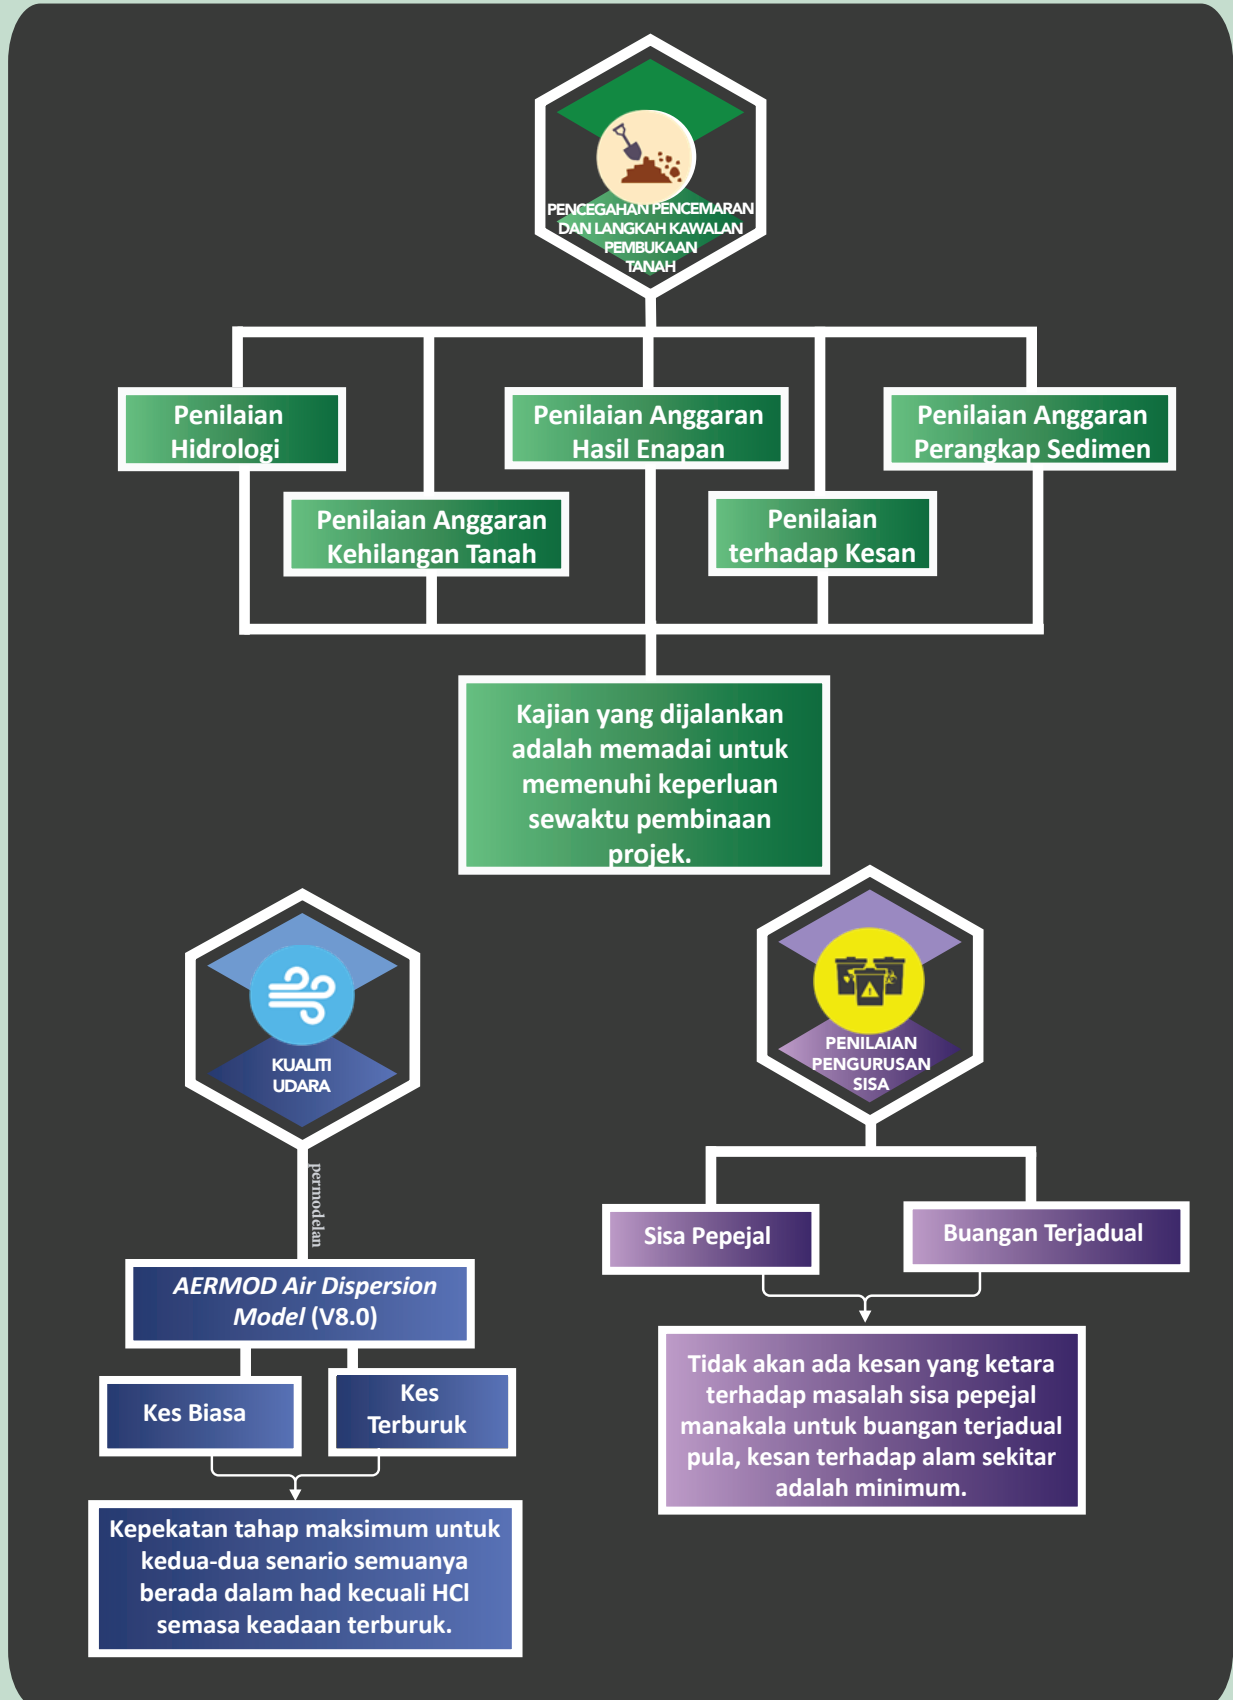 PENCEGAHAN PENCEMARAN
DAN LANGKAH KAWALAN
PEMBUKAAN
TANAH
Penilaian
Hidrologi
Penilaian Anggaran
Hasil Enapan
Penilaian Anggaran
Perangkap Sedimen
Penilaian Anggaran
Kehilangan Tanah
Penilaian
terhadap Kesan
Kajian yang dijalankan
adalah memadai untuk
memenuhi keperluan
sewaktu pembinaan
projek.
KUALITI
UDARA
permodelan
AERMOD Air Dispersion
Model (V8.0)
Kes Biasa
Kes
Terburuk
Kepekatan tahap maksimum untuk
kedua-dua senario semuanya
berada dalam had kecuali HCl
semasa keadaan terburuk.
PENILAIAN
PENGURUSAN
SISA
Sisa Pepejal
Buangan Terjadual
Tidak akan ada kesan yang ketara
terhadap masalah sisa pepejal
manakala untuk buangan terjadual
pula, kesan terhadap alam sekitar
adalah minimum.